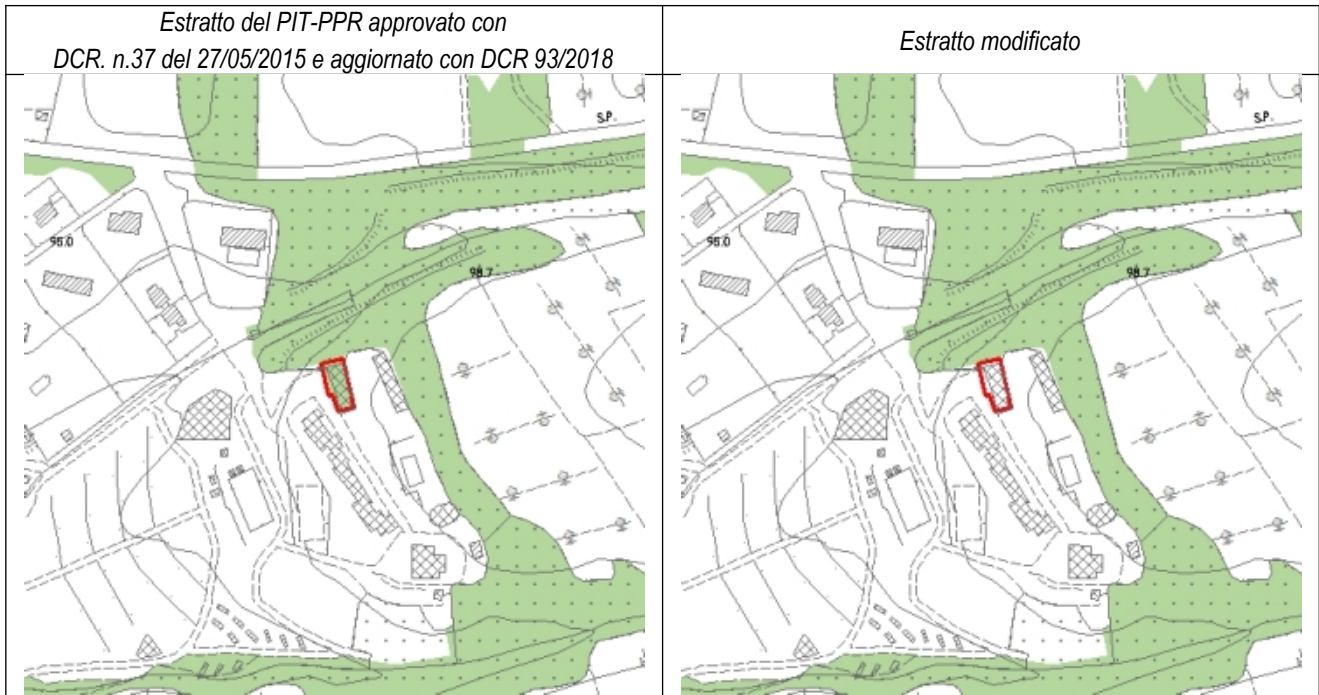 Estratto del PIT-PPR approvato con
DCR. n.37 del 27/05/2015 e aggiornato con DCR 93/2018
Estratto modificato
S.P.
95.0
98.7
S.P.
95.0
98.7